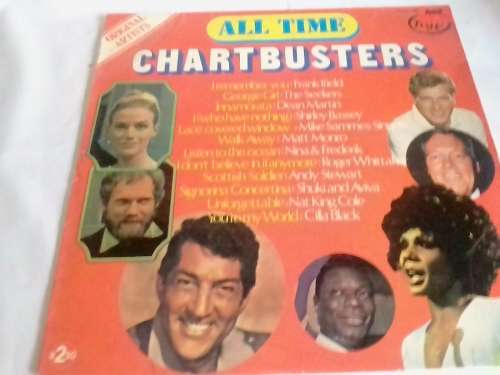 ORIGINAL
ARTISTS
ALL TIME
CHARTBUSTERS
I remember you: Frank Ifield
Georgie Girl: The Seekers
Innamorata: Dean Martin
I (who have nothing): Shirley Bassey
Lace covered window: Mike Sammes Sin
Walk Away: Matt Monro
Listen to the ocean: Nina & Frederik
I don't believe in it anymore: Roger Whitta
Scottish Soldier: Andy Stewart
Signorina Concertina: Shuki and Aviva
Unforgettable: Nat King Cole
You're my World: Cilla Black